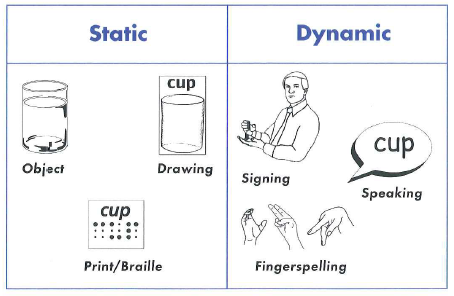 Static
Dynamic
cup
Object
Drawing
cup
Print/Braille
Signing
cup
Speaking
Fingerspelling